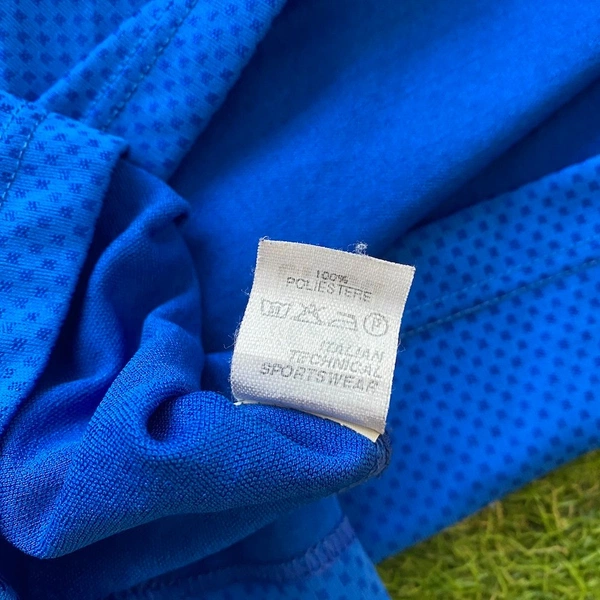 100%
POLIESTERE
P
ITALIAN
TECHNICAL
SPORTSWEAR